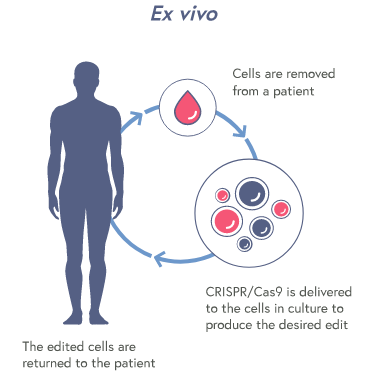 Ex vivo
Cells are removed
from a patient
CRISPR/Cas9 is delivered
to the cells in culture to
produce the desired edit
The edited cells are
returned to the patient